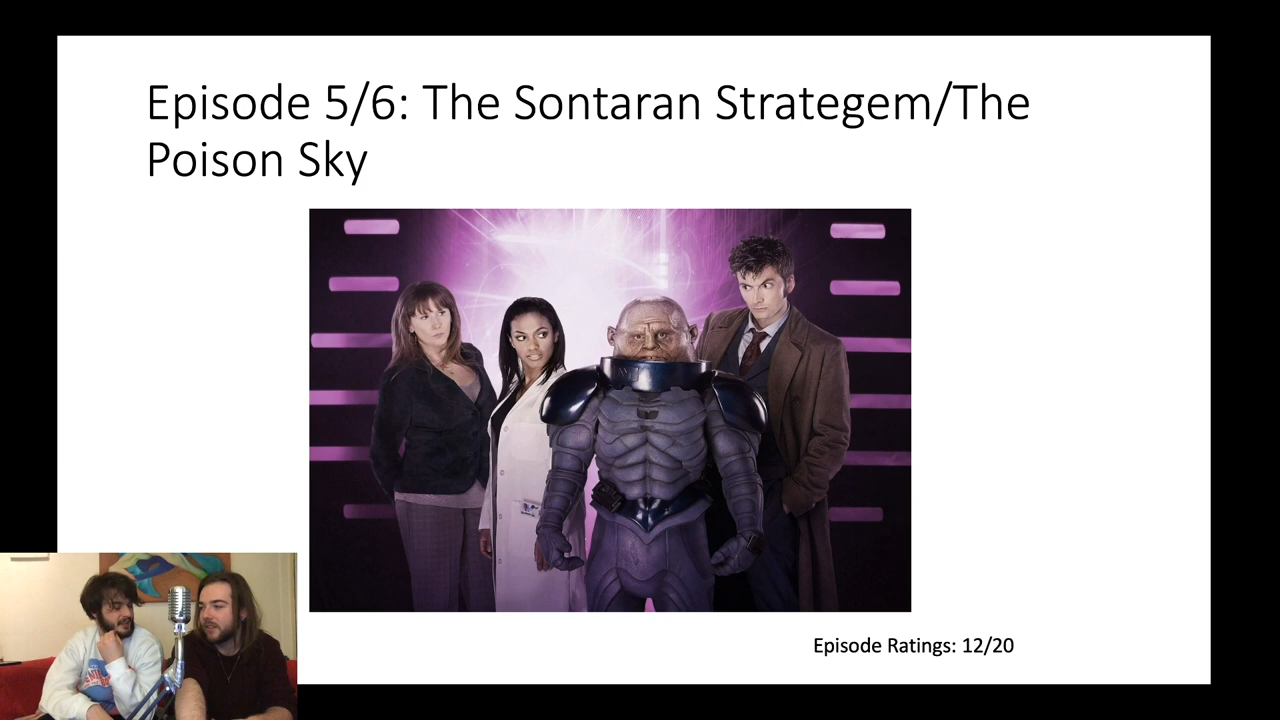 Episode 5/6: The Sontaran Strategem/The
Poison Sky
Episode Ratings: 12/20